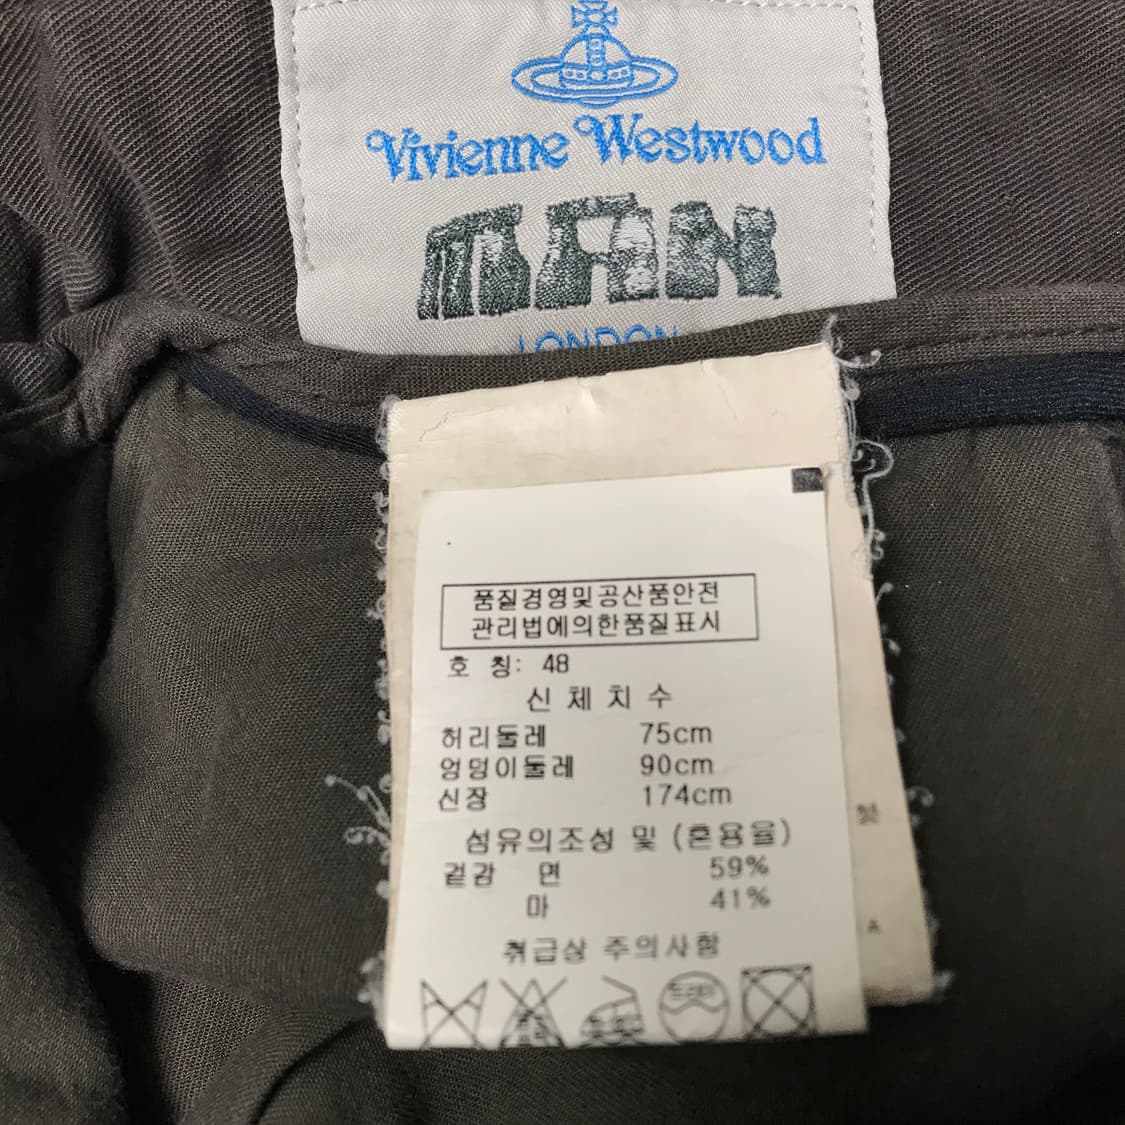 Vivienne Westwood
MAN
LONDON
품질경영및공산품안전
관리법에의한품질표시
호 칭: 48
신 체 치 수
허리둘레 75cm
엉덩이둘레 90cm
신장 174cm
섬유의조성 및 (혼용율)
겉감 면 59%
마 41%
취급상 주의사항
드라이
A